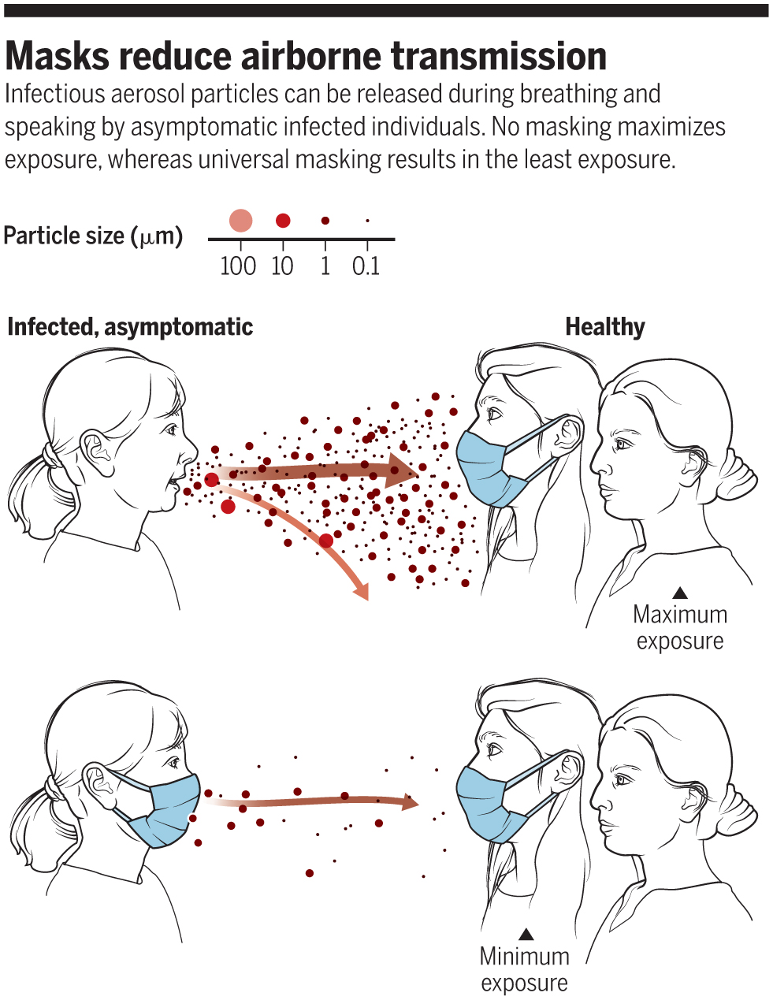 Masks reduce airborne transmission
Infectious aerosol particles can be released during breathing and
speaking by asymptomatic infected individuals. No masking maximizes
exposure, whereas universal masking results in the least exposure.
Particle size (μm)
100 10 1 0.1
Infected, asymptomatic
Healthy
Maximum
exposure
Minimum
exposure